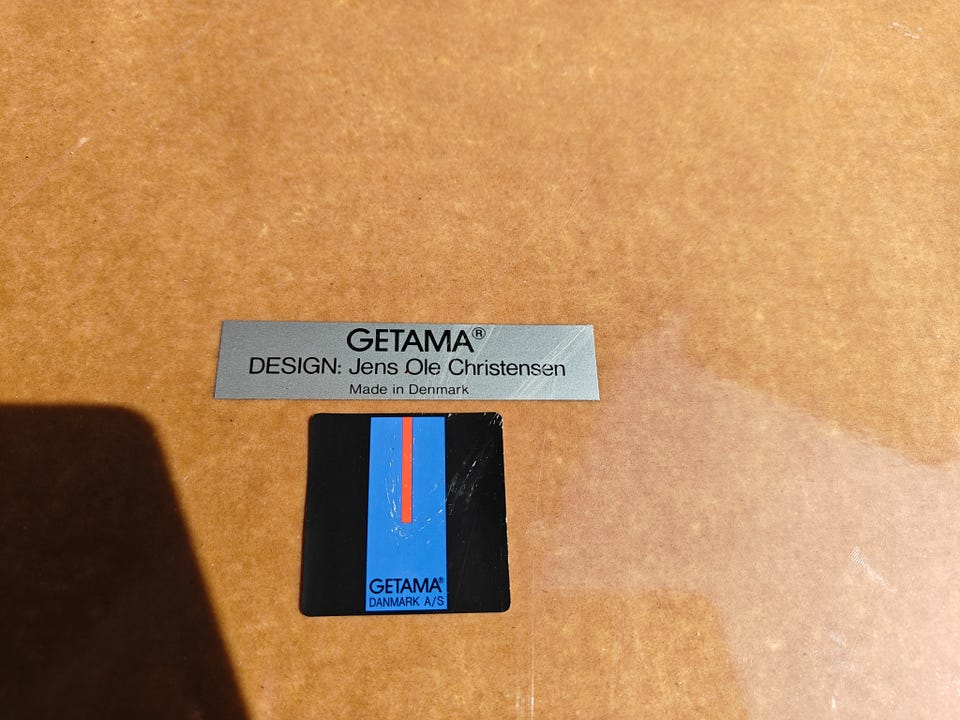 GETAMA®
DESIGN: Jens Ole Christensen
Made in Denmark
GETAMA®
DANMARK A/S